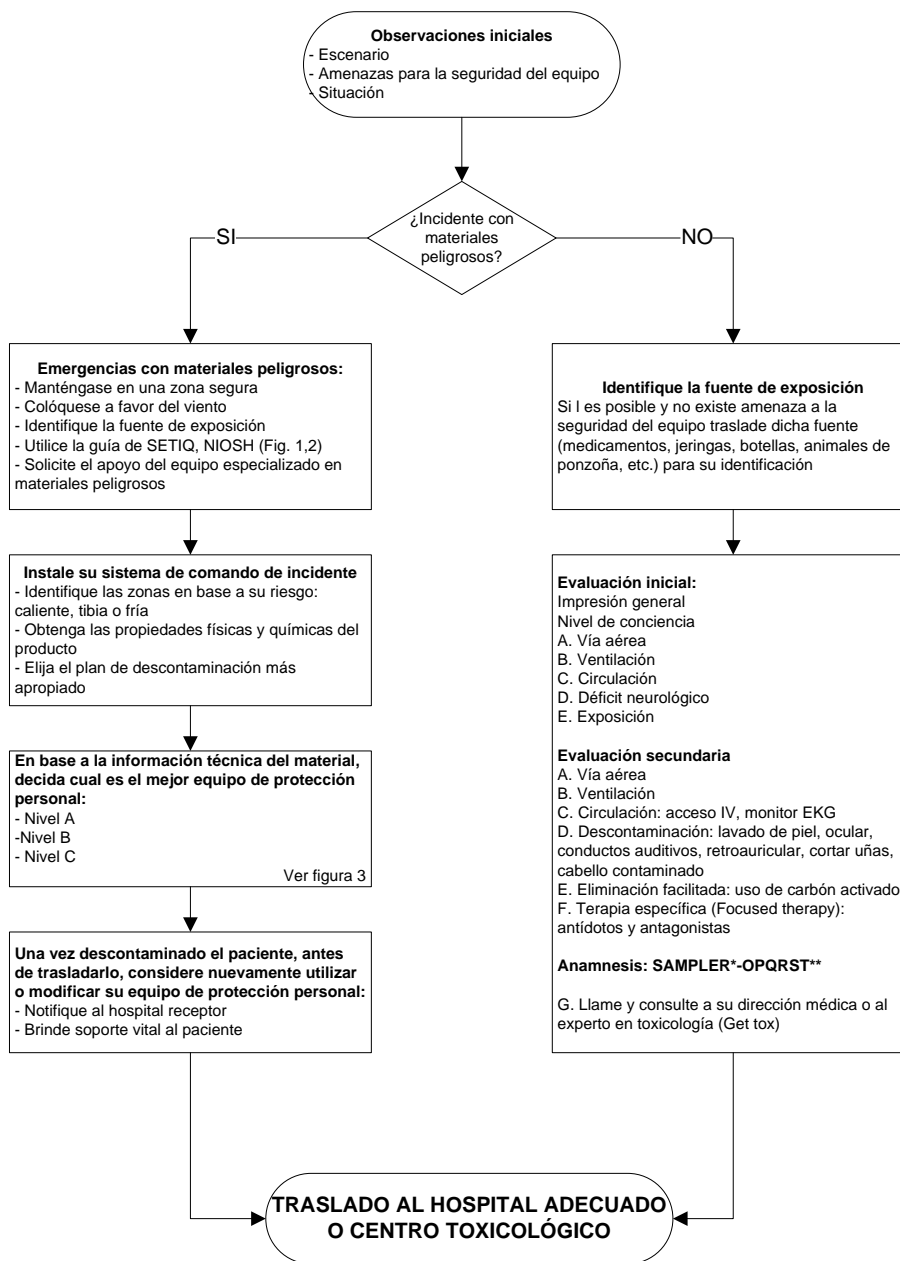 Observaciones iniciales
- Escenario
- Amenazas para la seguridad del equipo
- Situación
¿Incidente con
materiales
peligrosos?
SI
NO
Emergencias con materiales peligrosos:
- Manténgase en una zona segura
- Colóquese a favor del viento
- Identifique la fuente de exposición
- Utilice la guía de SETIQ, NIOSH (Fig. 1,2)
- Solicite el apoyo del equipo especializado en
materiales peligrosos
Instale su sistema de comando de incidente
- Identifique las zonas en base a su riesgo:
caliente, tibia o fría
- Obtenga las propiedades físicas y químicas del
producto
- Elija el plan de descontaminación más
apropiado
En base a la información técnica del material,
decida cual es el mejor equipo de protección
personal:
- Nivel A
-Nivel B
- Nivel C
Ver figura 3
Una vez descontaminado el paciente, antes
de trasladarlo, considere nuevamente utilizar
o modificar su equipo de protección personal:
- Notifique al hospital receptor
- Brinde soporte vital al paciente
Identifique la fuente de exposición
Si l es posible y no existe amenaza a la
seguridad del equipo traslade dicha fuente
(medicamentos, jeringas, botellas, animales de
ponzoña, etc.) para su identificación
Evaluación inicial:
Impresión general
Nivel de conciencia
A. Vía aérea
B. Ventilación
C. Circulación
D. Déficit neurológico
E. Exposición
Evaluación secundaria
A. Vía aérea
B. Ventilación
C. Circulación: acceso IV, monitor EKG
D. Descontaminación: lavado de piel, ocular,
conductos auditivos, retroauricular, cortar uñas,
cabello contaminado
E. Eliminación facilitada: uso de carbón activado
F. Terapia específica (Focused therapy):
antídotos y antagonistas
Anamnesis: SAMPLER*-OPQRST**
G. Llame y consulte a su dirección médica o al
experto en toxicología (Get tox)
TRASLADO AL HOSPITAL ADECUADO
O CENTRO TOXICOLÓGICO